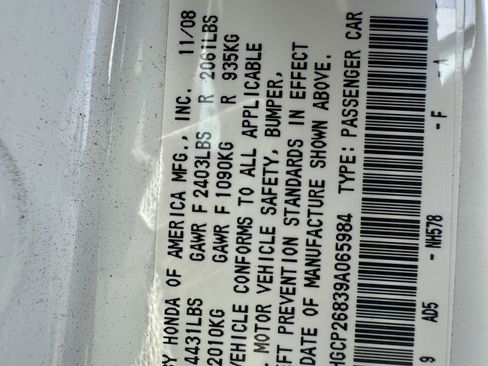 BY HONDA OF AMERICA MFG., INC. 11/08
4431LBS GAWR F 2403LBS R 2061LBS
2010KG GAWR F 1090KG R 935KG
VEHICLE CONFORMS TO ALL APPLICABLE
MOTOR VEHICLE SAFETY, BUMPER,
PREVENTION STANDARDS IN EFFECT
DATE OF MANUFACTURE SHOWN ABOVE.
HGCP26839A065984 TYPE: PASSENGER CAR
9 AD5 - NH578 - F - A